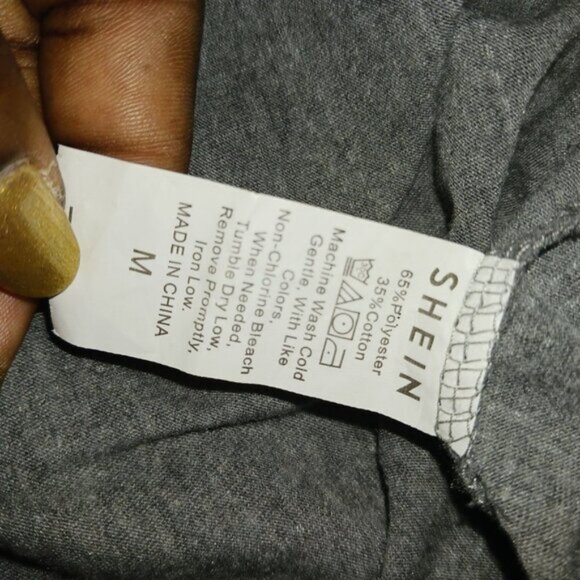 SHEIN
65%Polyester
35%Cotton
Machine Wash Cold
Gentle, With Like
Colors,
Non-Chlorine Bleach
When Needed,
Tumble Dry Low,
Remove Promptly,
Iron Low.
MADE IN CHINA
M